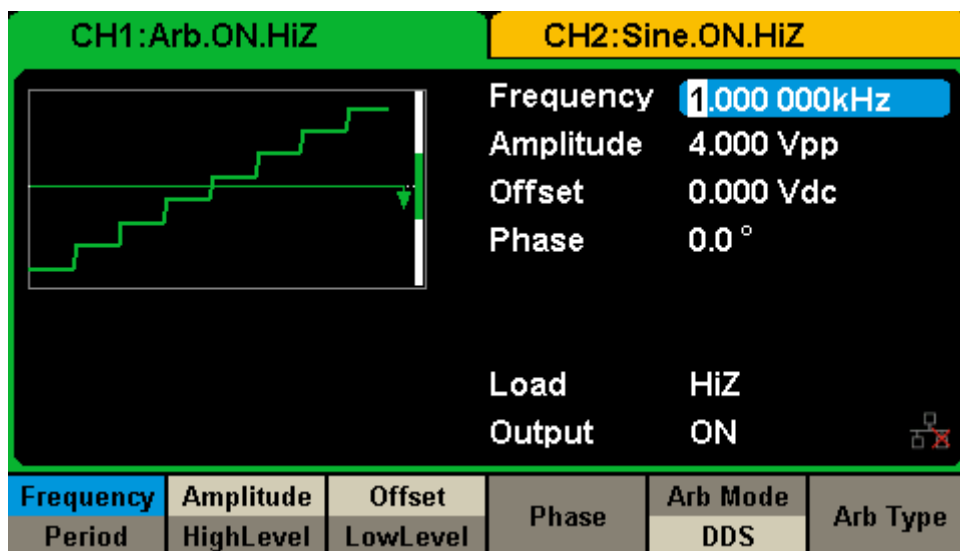 CH1:Arb.ON.HiZ
CH2:Sine.ON.HiZ
Frequency 1.000 000kHz
Amplitude 4.000 Vpp
Offset 0.000 Vdc
Phase 0.0 °
Load HiZ
Output ON
Frequency Amplitude Offset Phase Arb Mode Arb Type
Period HighLevel LowLevel DDS